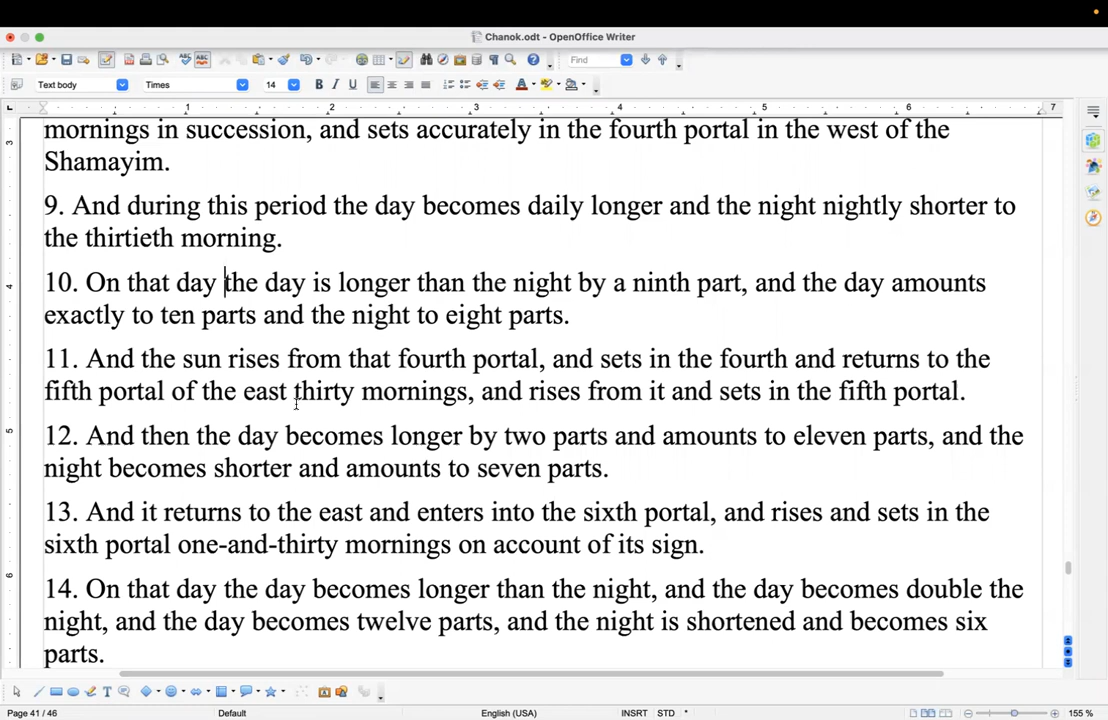 Chanok.odt - OpenOffice Writer
Find
Text body Times 14 B I U A
1 2 3 4 5 6 7
mornings in succession, and sets accurately in the fourth portal in the west of the
Shamayim.
9. And during this period the day becomes daily longer and the night nightly shorter to
the thirtieth morning.
10. On that day the day is longer than the night by a ninth part, and the day amounts
exactly to ten parts and the night to eight parts.
11. And the sun rises from that fourth portal, and sets in the fourth and returns to the
fifth portal of the east thirty mornings, and rises from it and sets in the fifth portal.
12. And then the day becomes longer by two parts and amounts to eleven parts, and the
night becomes shorter and amounts to seven parts.
13. And it returns to the east and enters into the sixth portal, and rises and sets in the
sixth portal one-and-thirty mornings on account of its sign.
14. On that day the day becomes longer than the night, and the day becomes double the
night, and the day becomes twelve parts, and the night is shortened and becomes six
parts.
Page 41 / 46 Default English (USA) INSRT STD * 155 %